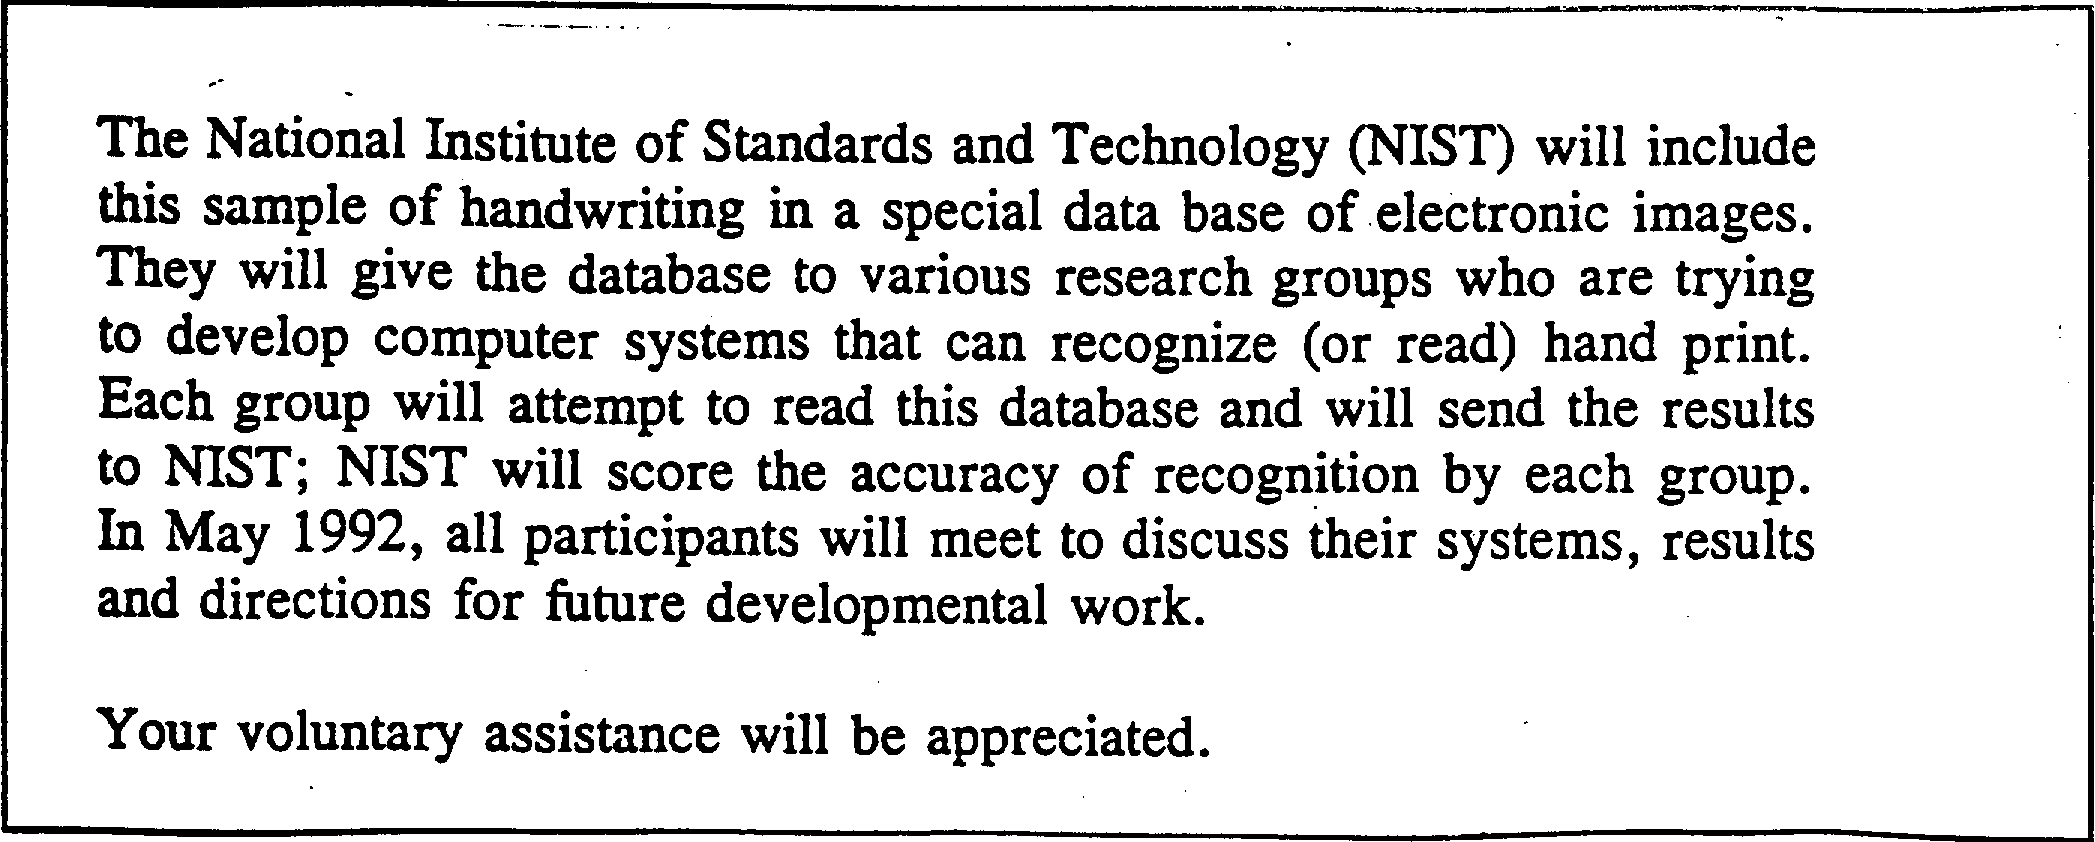 The National Institute of Standards and Technology (NIST) will include
this sample of handwriting in a special data base of electronic images.
They will give the database to various research groups who are trying
to develop computer systems that can recognize (or read) hand print.
Each group will attempt to read this database and will send the results
to NIST; NIST will score the accuracy of recognition by each group.
In May 1992, all participants will meet to discuss their systems, results
and directions for future developmental work.
Your voluntary assistance will be appreciated.